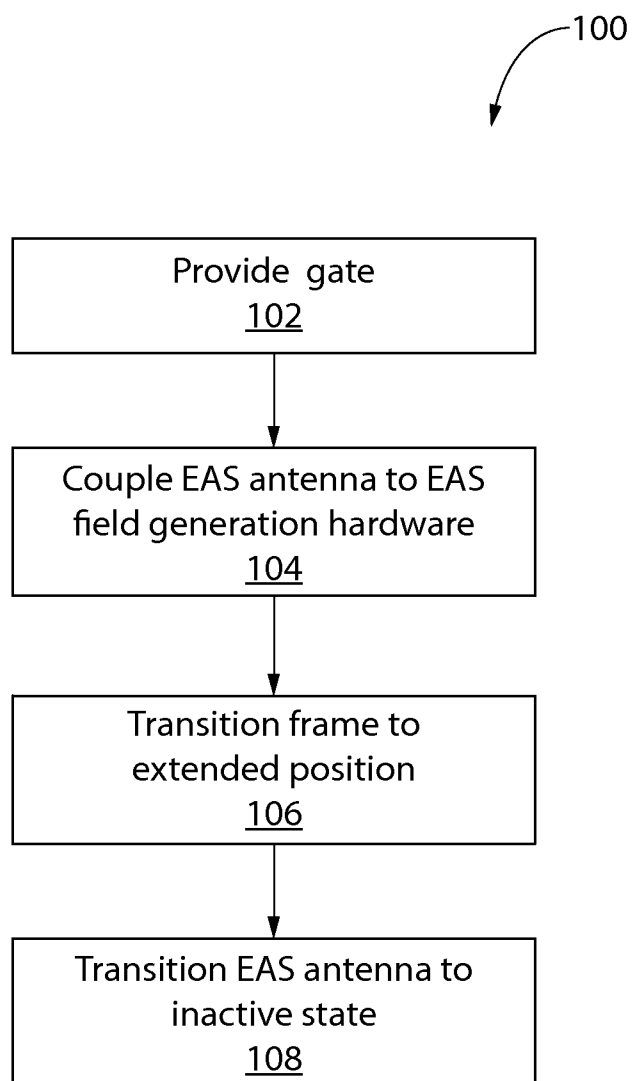 100
Provide gate
102
Couple EAS antenna to EAS
field generation hardware
104
Transition frame to
extended position
106
Transition EAS antenna to
inactive state
108